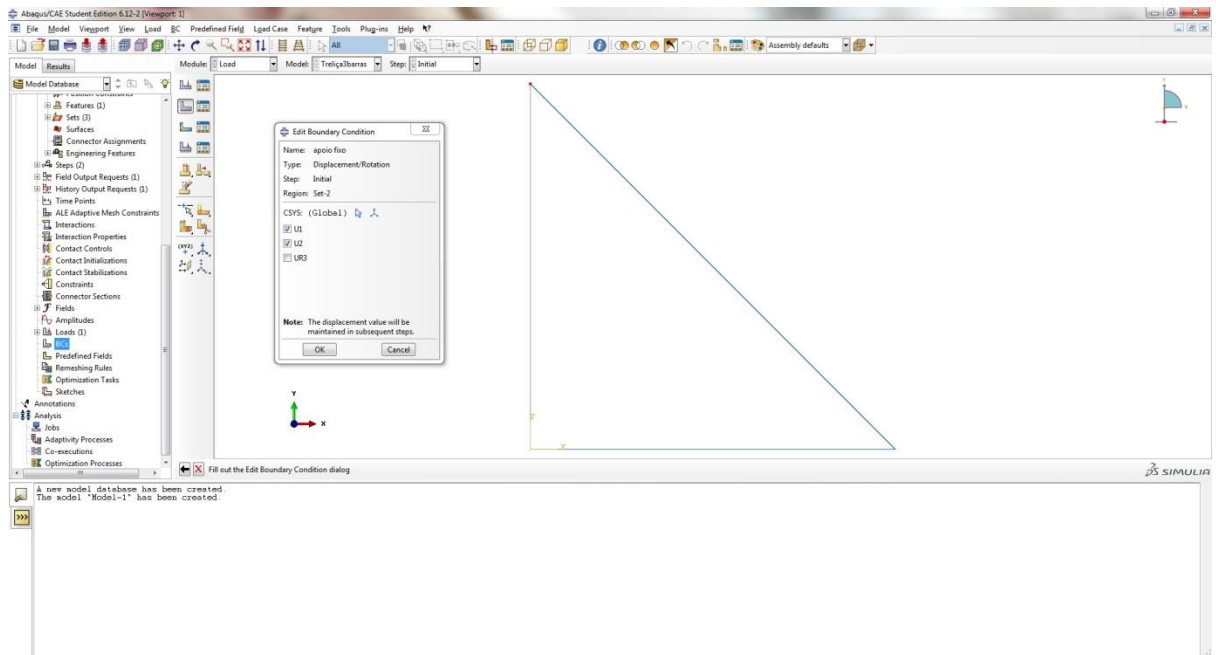 Abaqus/CAE Student Edition 6.12-2 [Viewport: 1]
File Model Viewport View Load BC Predefined Field Load Case Feature Tools Plug-ins Help
All
Assembly defaults
Model Results
Module: Load Model: Treliça3barras Step: Initial
Model Database
Position Constraints
Features (1)
Sets (3)
Surfaces
Connector Assignments
Engineering Features
Steps (2)
Field Output Requests (1)
History Output Requests (1)
Time Points
ALE Adaptive Mesh Constraints
Interactions
Interaction Properties
Contact Controls
Contact Initializations
Contact Stabilizations
Constraints
Connector Sections
Fields
Amplitudes
Loads (1)
BCs
Predefined Fields
Remeshing Rules
Optimization Tasks
Sketches
Annotations
Analysis
Jobs
Adaptivity Processes
Co-executions
Optimization Processes
(XYZ)
Edit Boundary Condition
Name: apoio fixo
Type: Displacement/Rotation
Step: Initial
Region: Set-2
CSYS: (Global)
U1
U2
UR3
Note: The displacement value will be
maintained in subsequent steps.
OK Cancel
Y
X
Y
X
Fill out the Edit Boundary Condition dialog
SIMULIA
A new model database has been created.
The model "Model-1" has been created.
>>>